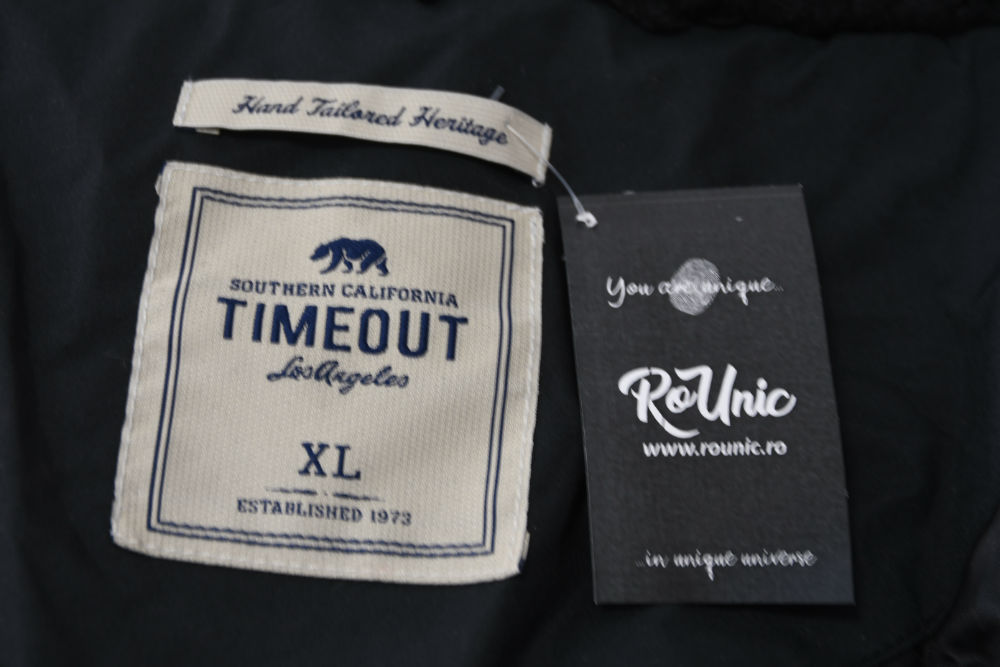 Hand Tailored Heritage
SOUTHERN CALIFORNIA
TIMEOUT
Los Angeles
XL
ESTABLISHED 1973
You are unique...
RoUnic
www.rounic.ro
...in unique universe